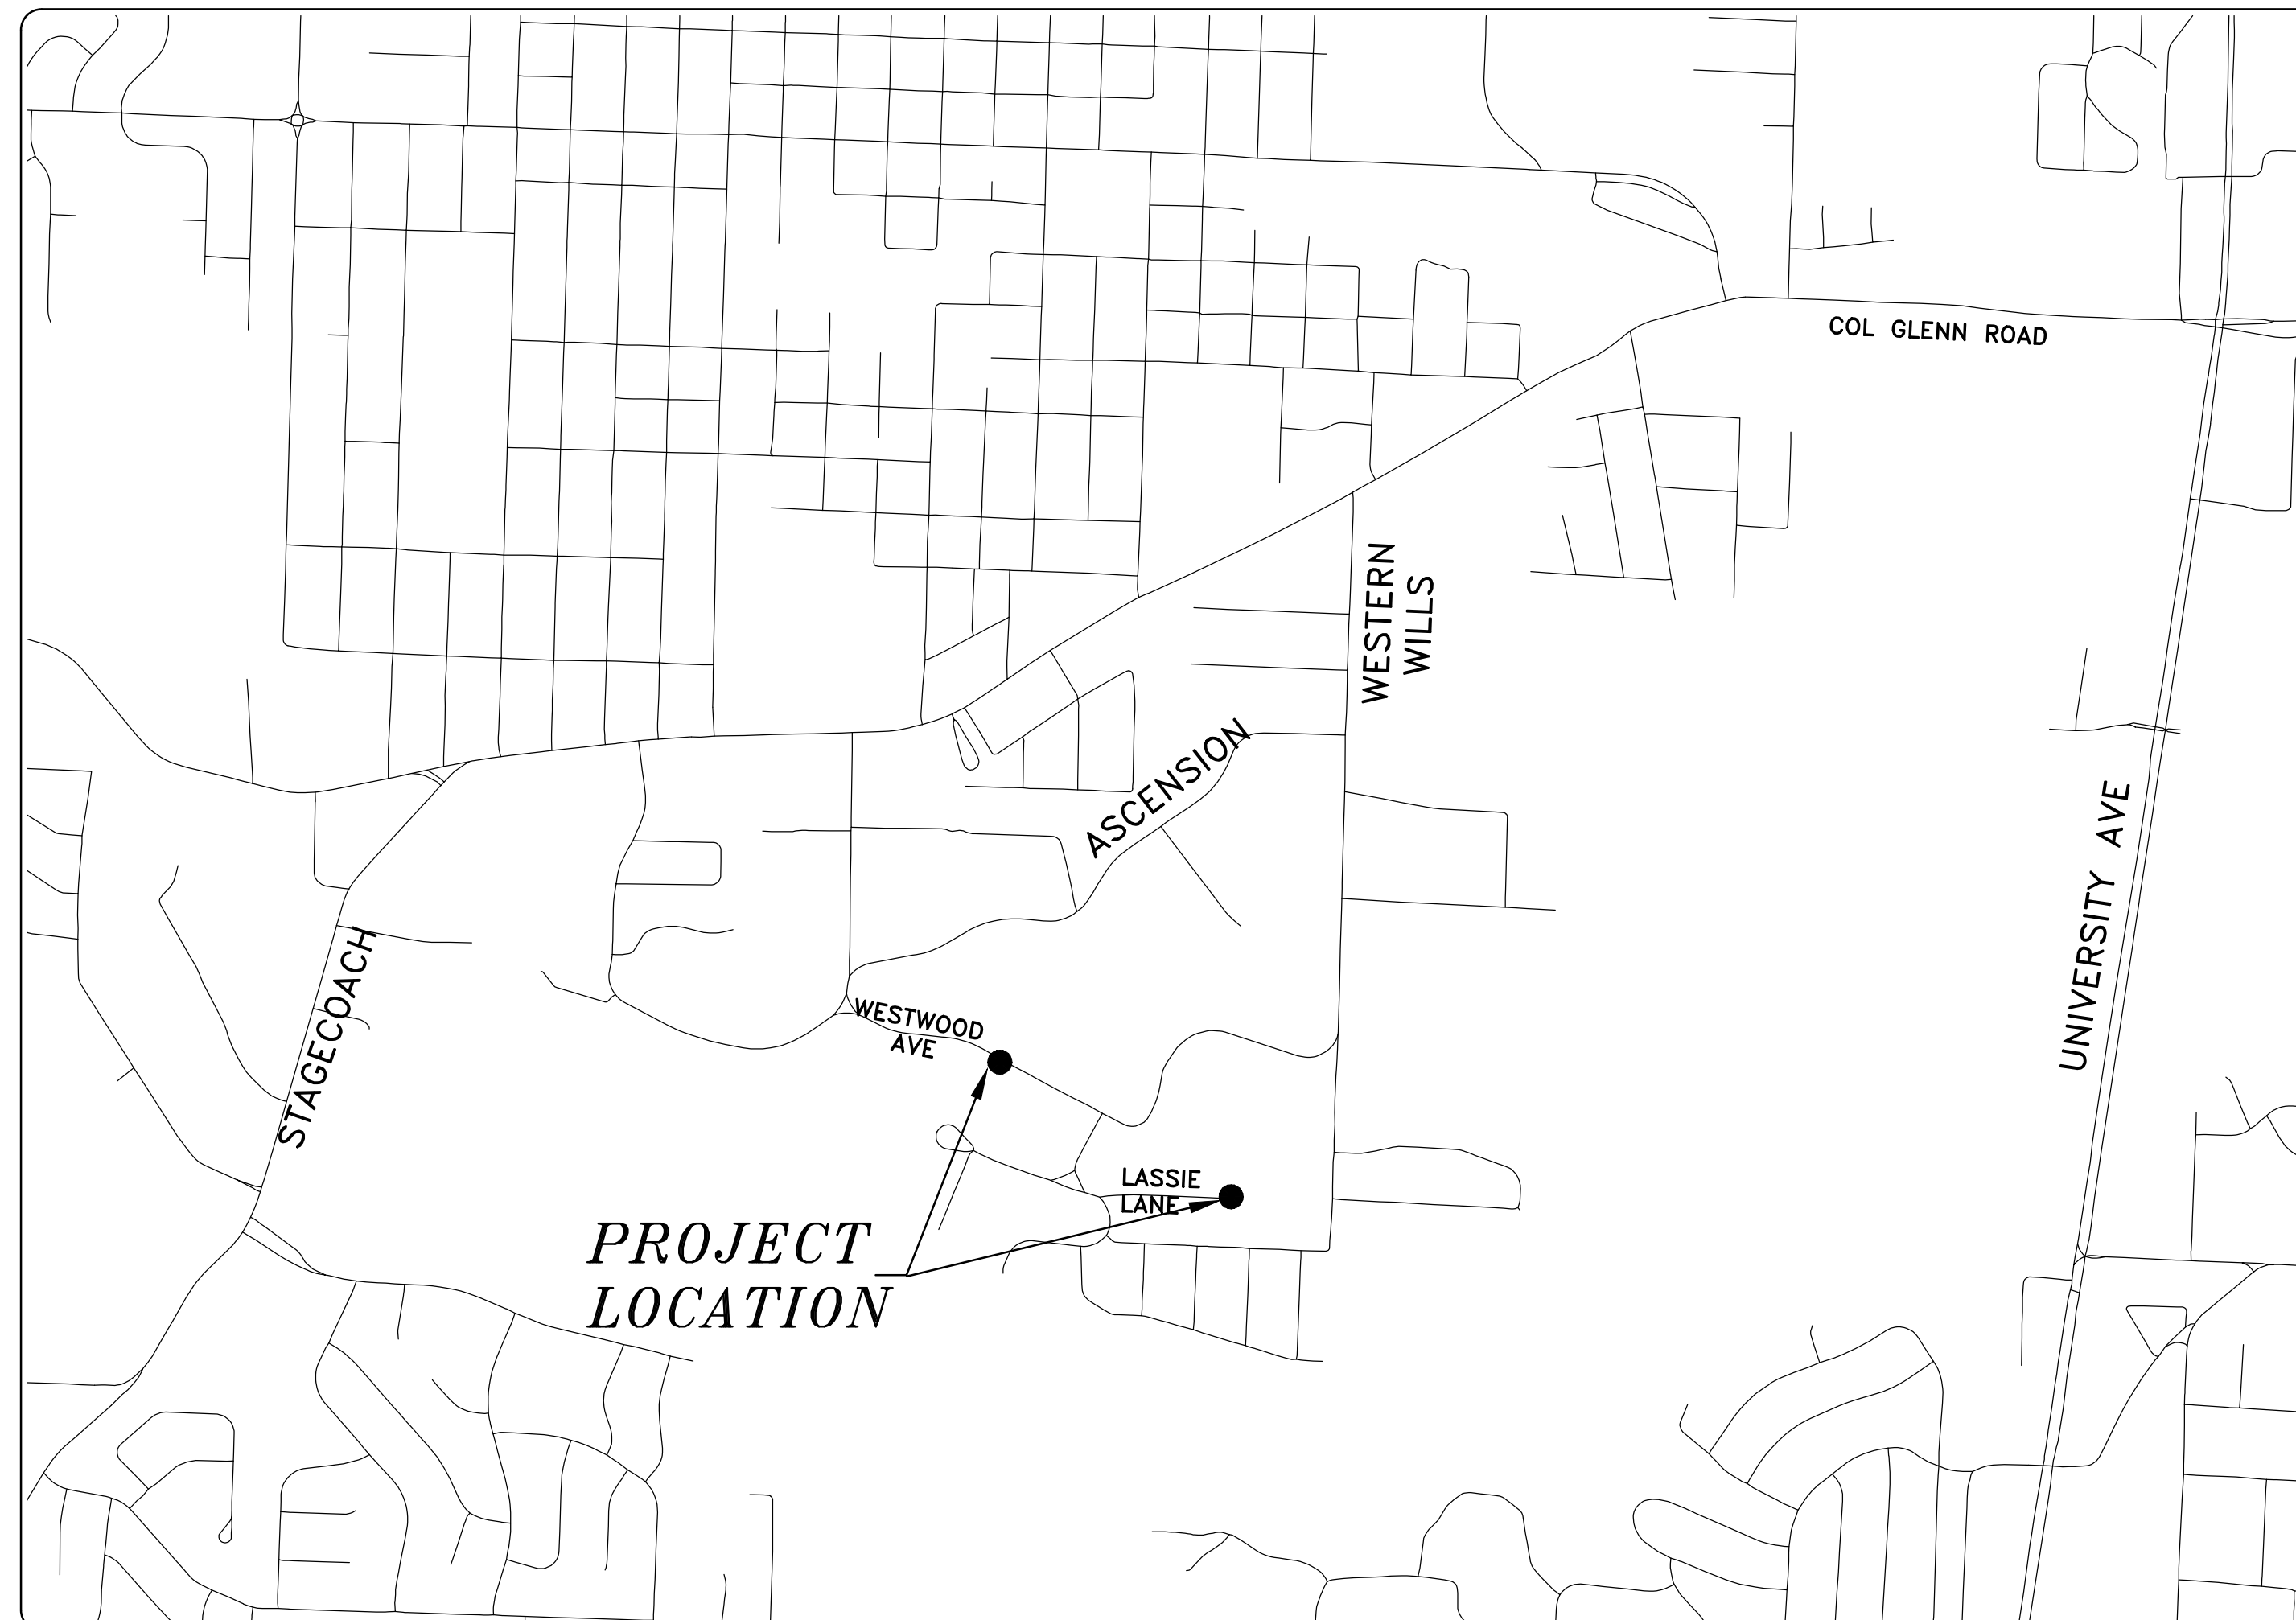 COL GLENN ROAD
WESTERN
WILLS
ASCENSION
UNIVERSITY AVE
STAGECOACH
WESTWOOD
AVE
LASSIE
LANE
PROJECT
LOCATION